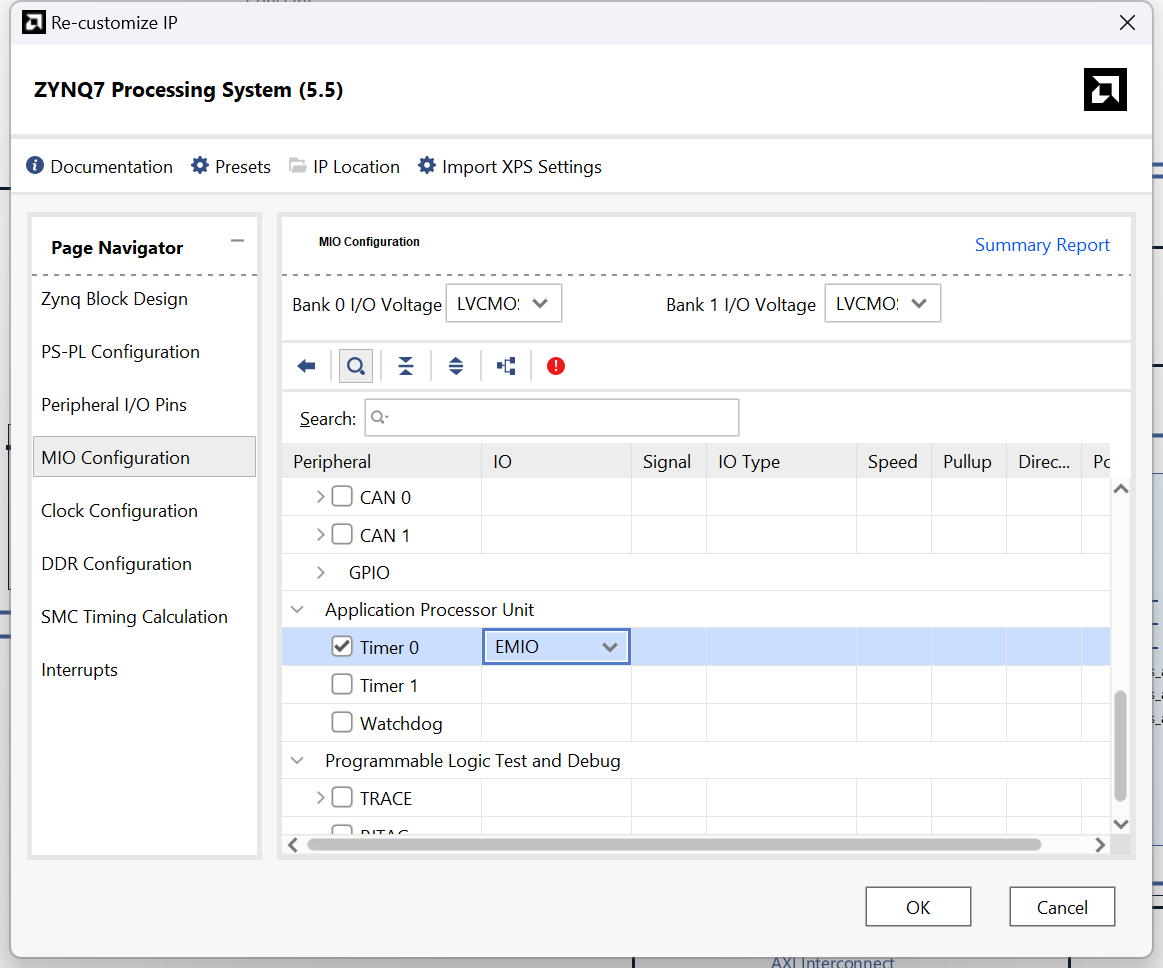 Re-customize IP
ZYNQ7 Processing System (5.5)
Documentation Presets IP Location Import XPS Settings
Page Navigator
Zynq Block Design
PS-PL Configuration
Peripheral I/O Pins
MIO Configuration
Clock Configuration
DDR Configuration
SMC Timing Calculation
Interrupts
MIO Configuration
Summary Report
Bank 0 I/O Voltage LVCMOS Bank 1 I/O Voltage LVCMOS
Search:
Peripheral IO Signal IO Type Speed Pullup Direc... Po
CAN 0
CAN 1
GPIO
Application Processor Unit
Timer 0 EMIO
Timer 1
Watchdog
Programmable Logic Test and Debug
TRACE
PJTAG
OK Cancel
AXI Interconnect